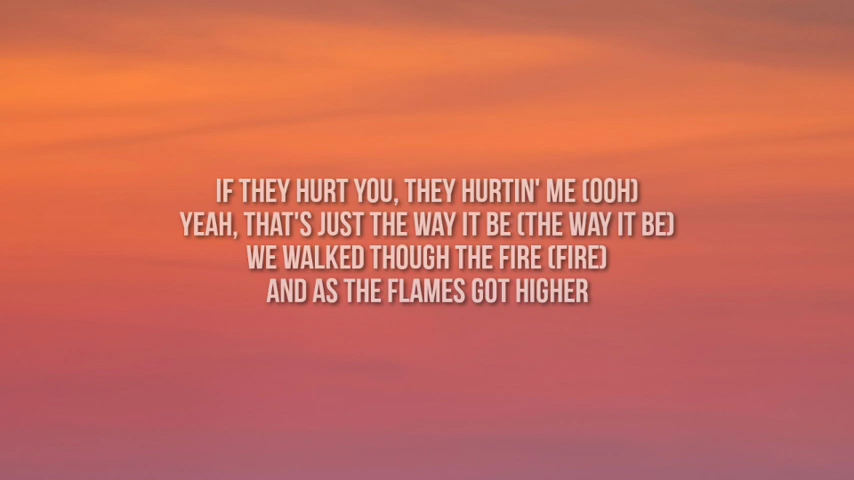 IF THEY HURT YOU, THEY HURTIN' ME (OOH)
YEAH, THAT'S JUST THE WAY IT BE (THE WAY IT BE)
WE WALKED THOUGH THE FIRE (FIRE)
AND AS THE FLAMES GOT HIGHER